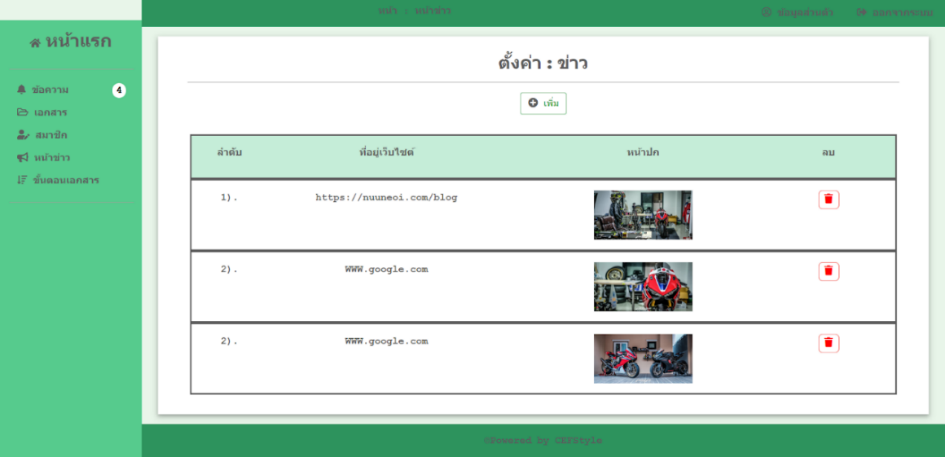 หน้า / หน้าข่าว
ข้อมูลส่วนตัว ออกจากระบบ
หน้าแรก
ข้อความ 4
เอกสาร
สมาชิก
หน้าข่าว
ขั้นตอนเอกสาร
ตั้งค่า : ข่าว
เพิ่ม
ลำดับ ที่อยู่เว็บไซต์ หน้าปก ลบ
1). https://nuuneoi.com/blog
2). WWW.google.com
2). WWW.google.com
©Powered by CEEStyle